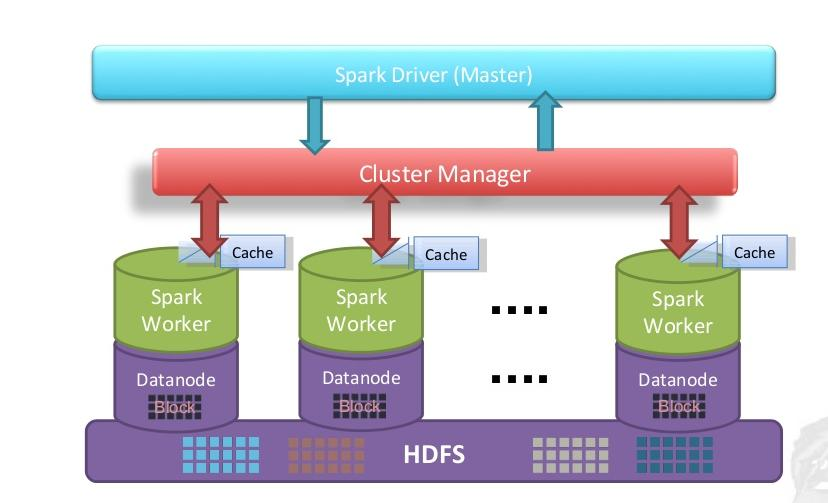 Spark Driver (Master)
Cluster Manager
Cache
Cache
Cache
Spark
Worker
Spark
Worker
....
Spark
Worker
Datanode
Datanode
....
Datanode
Block
Block
Block
HDFS